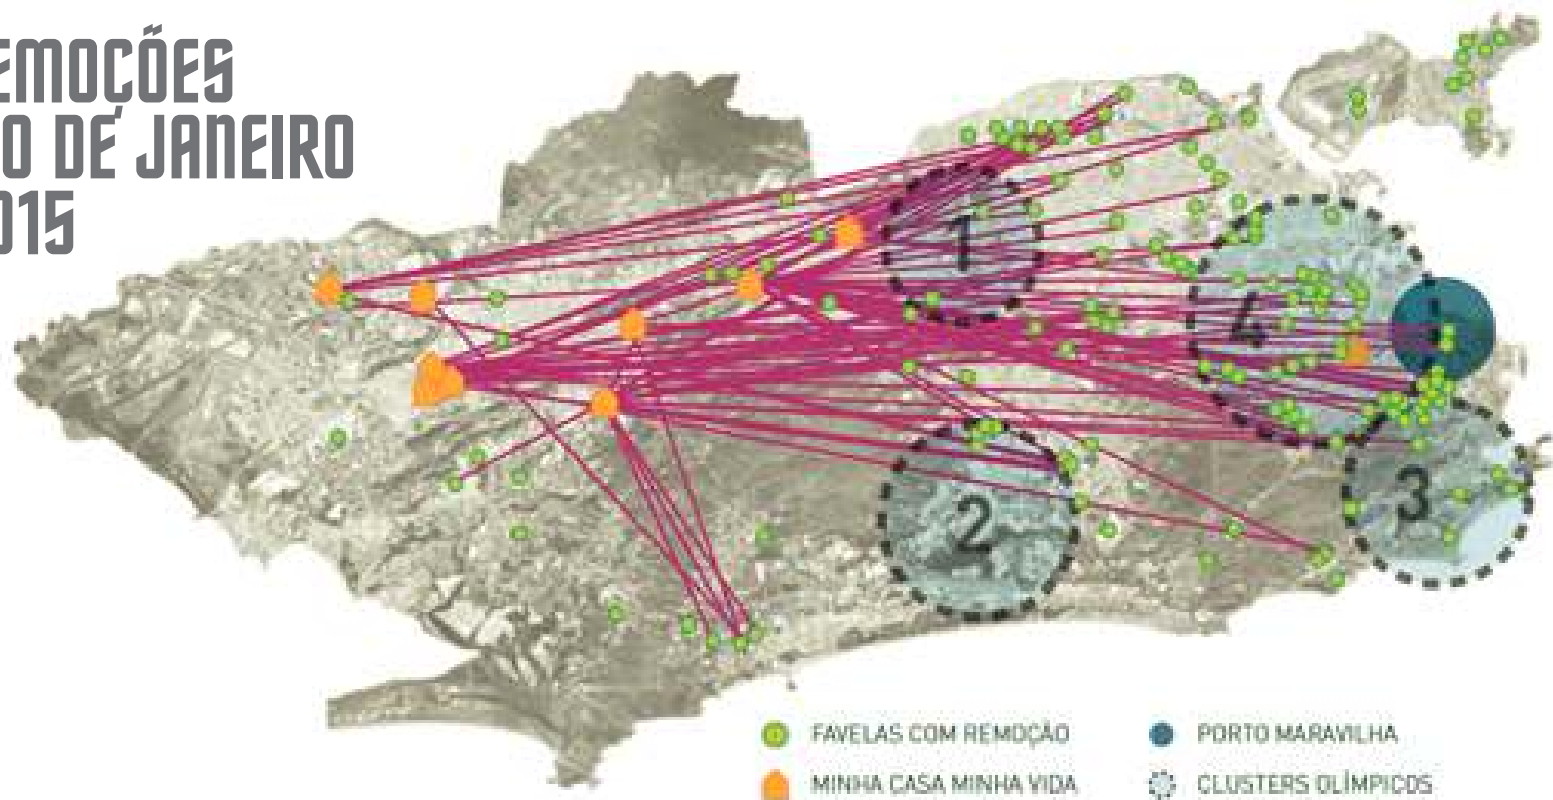 EMOÇÕES
O DE JANEIRO
015
1
4
2
3
FAVELAS COM REMOÇÃO
PORTO MARAVILHA
MINHA CASA MINHA VIDA
CLUSTERS OLÍMPICOS